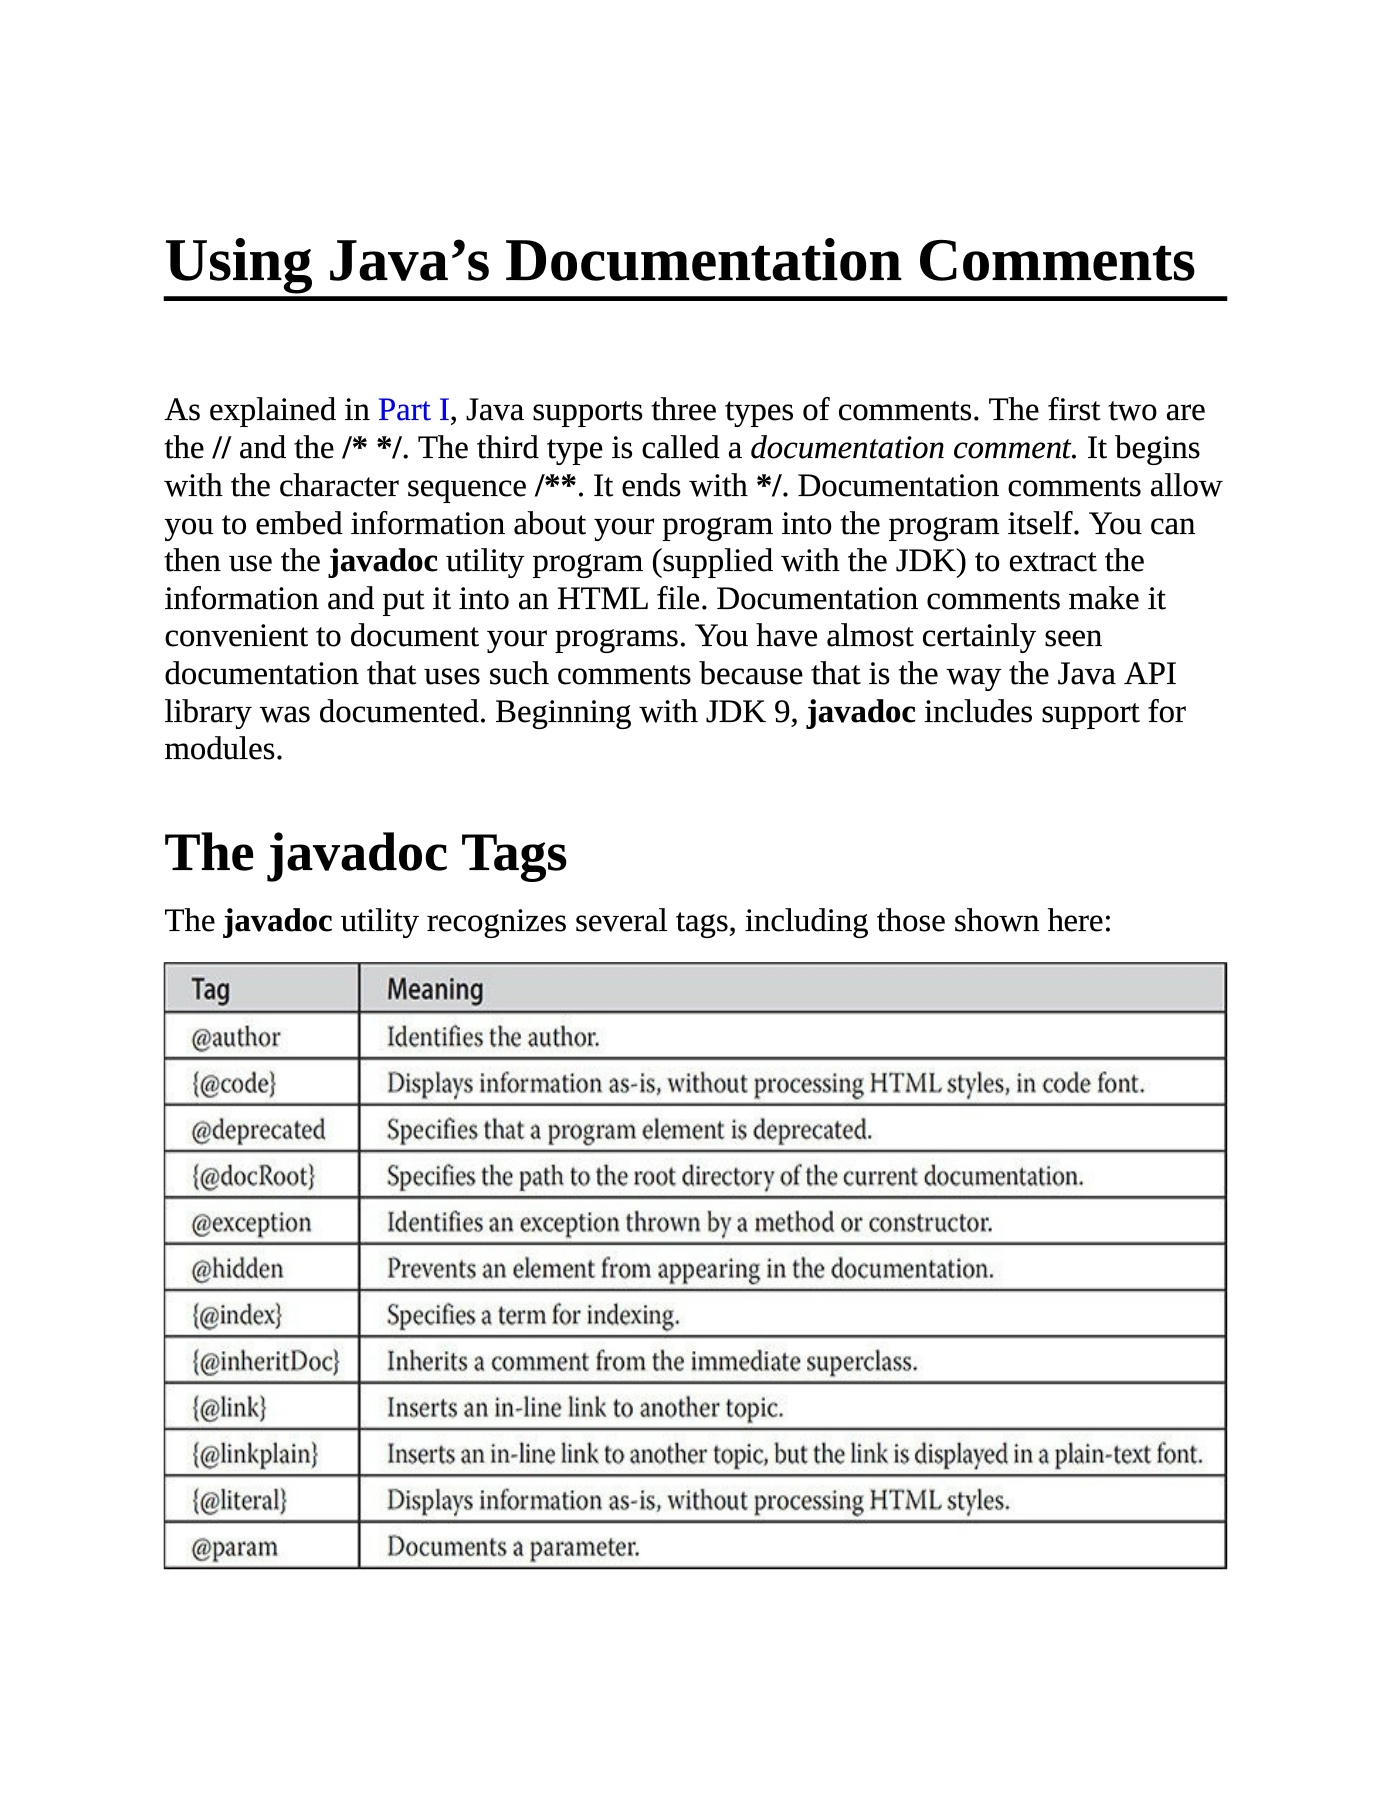 Using Java’s Documentation Comments
As explained in Part I, Java supports three types of comments. The first two are
the // and the /* */. The third type is called a documentation comment. It begins
with the character sequence /**. It ends with */. Documentation comments allow
you to embed information about your program into the program itself. You can
then use the javadoc utility program (supplied with the JDK) to extract the
information and put it into an HTML file. Documentation comments make it
convenient to document your programs. You have almost certainly seen
documentation that uses such comments because that is the way the Java API
library was documented. Beginning with JDK 9, javadoc includes support for
modules.
The javadoc Tags
The javadoc utility recognizes several tags, including those shown here:
Tag Meaning
@author Identifies the author.
{@code} Displays information as-is, without processing HTML styles, in code font.
@deprecated Specifies that a program element is deprecated.
{@docRoot} Specifies the path to the root directory of the current documentation.
@exception Identifies an exception thrown by a method or constructor.
@hidden Prevents an element from appearing in the documentation.
{@index} Specifies a term for indexing.
{@inheritDoc} Inherits a comment from the immediate superclass.
{@link} Inserts an in-line link to another topic.
{@linkplain} Inserts an in-line link to another topic, but the link is displayed in a plain-text font.
{@literal} Displays information as-is, without processing HTML styles.
@param Documents a parameter.